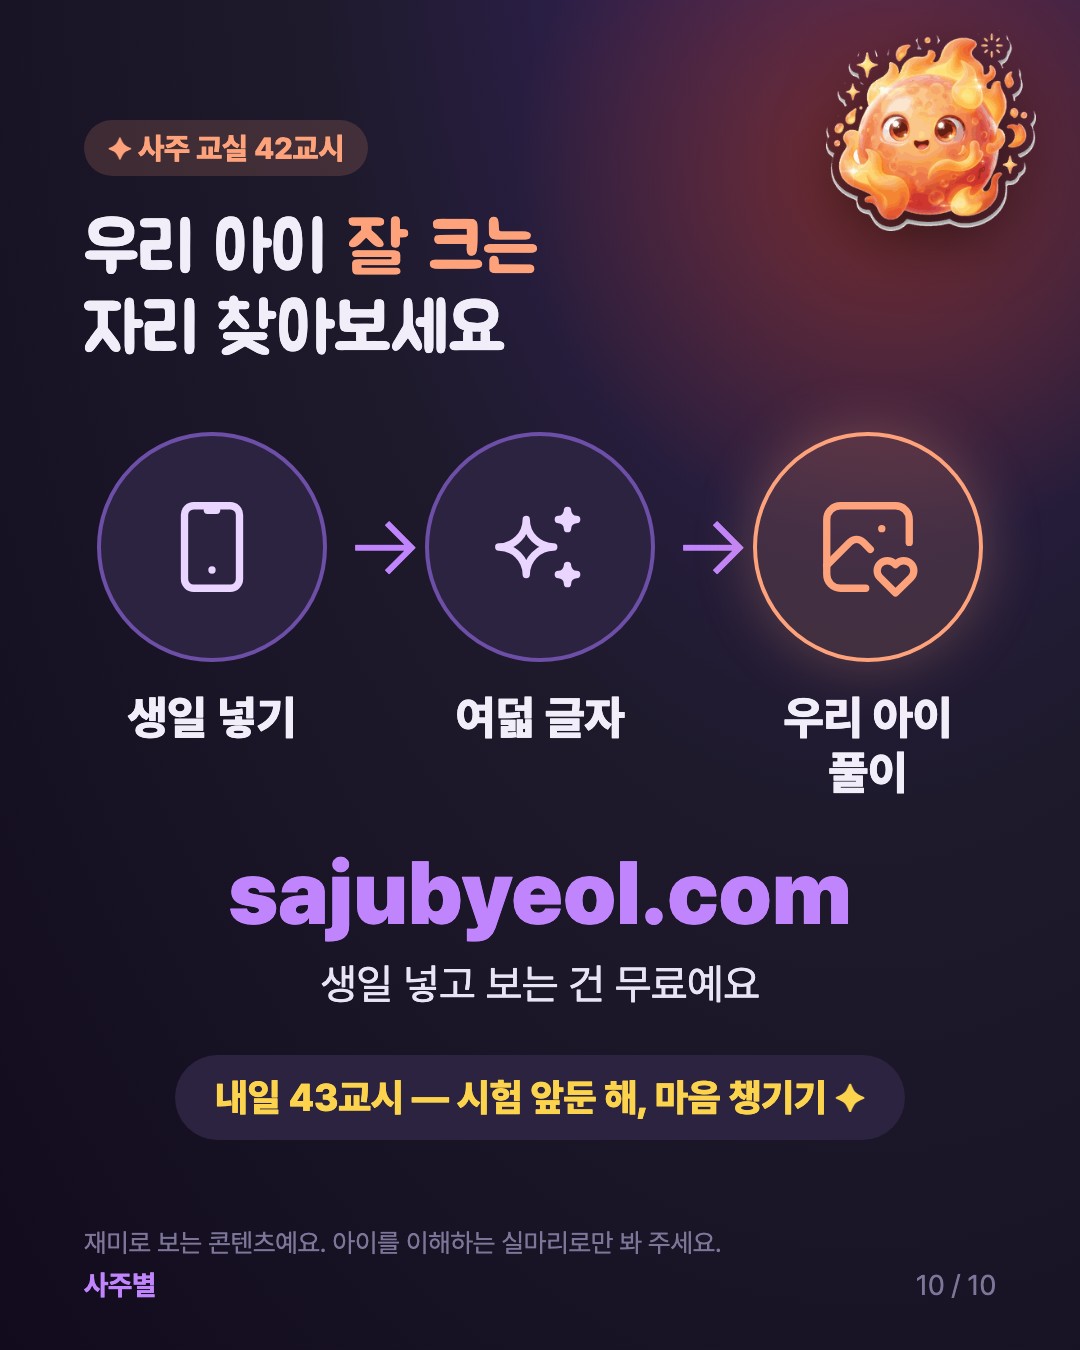 ✦ 사주 교실 42교시
우리 아이 잘 크는
자리 찾아보세요
생일 넣기
여덟 글자
우리 아이
풀이
sajubyeol.com
생일 넣고 보는 건 무료예요
내일 43교시 — 시험 앞둔 해, 마음 챙기기 ✦
재미로 보는 콘텐츠예요. 아이를 이해하는 실마리로만 봐 주세요.
사주별
10 / 10